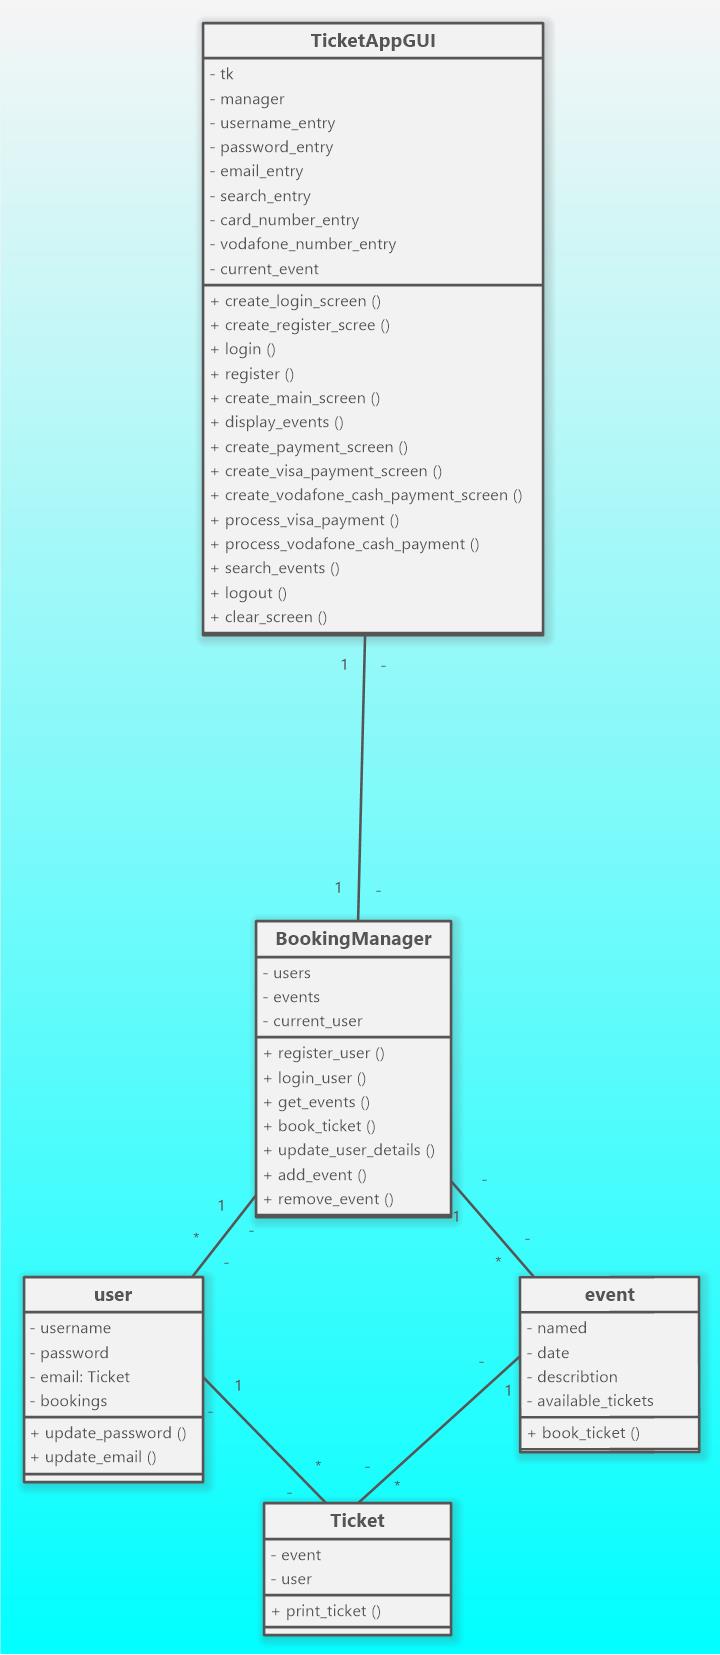 TicketAppGUI
- tk
- manager
- username_entry
- password_entry
- email_entry
- search_entry
- card_number_entry
- vodafone_number_entry
- current_event
+ create_login_screen ()
+ create_register_scree ()
+ login ()
+ register ()
+ create_main_screen ()
+ display_events ()
+ create_payment_screen ()
+ create_visa_payment_screen ()
+ create_vodafone_cash_payment_screen ()
+ process_visa_payment ()
+ process_vodafone_cash_payment ()
+ search_events ()
+ logout ()
+ clear_screen ()
1 -
1 -
BookingManager
- users
- events
- current_user
+ register_user ()
+ login_user ()
+ get_events ()
+ book_ticket ()
+ update_user_details ()
+ add_event ()
+ remove_event ()
1 -
* -
- 1
- *
user
- username
- password
- email: Ticket
- bookings
+ update_password ()
+ update_email ()
event
- named
- date
- describtion
- available_tickets
+ book_ticket ()
1 -
* -
- 1
- *
Ticket
- event
- user
+ print_ticket ()